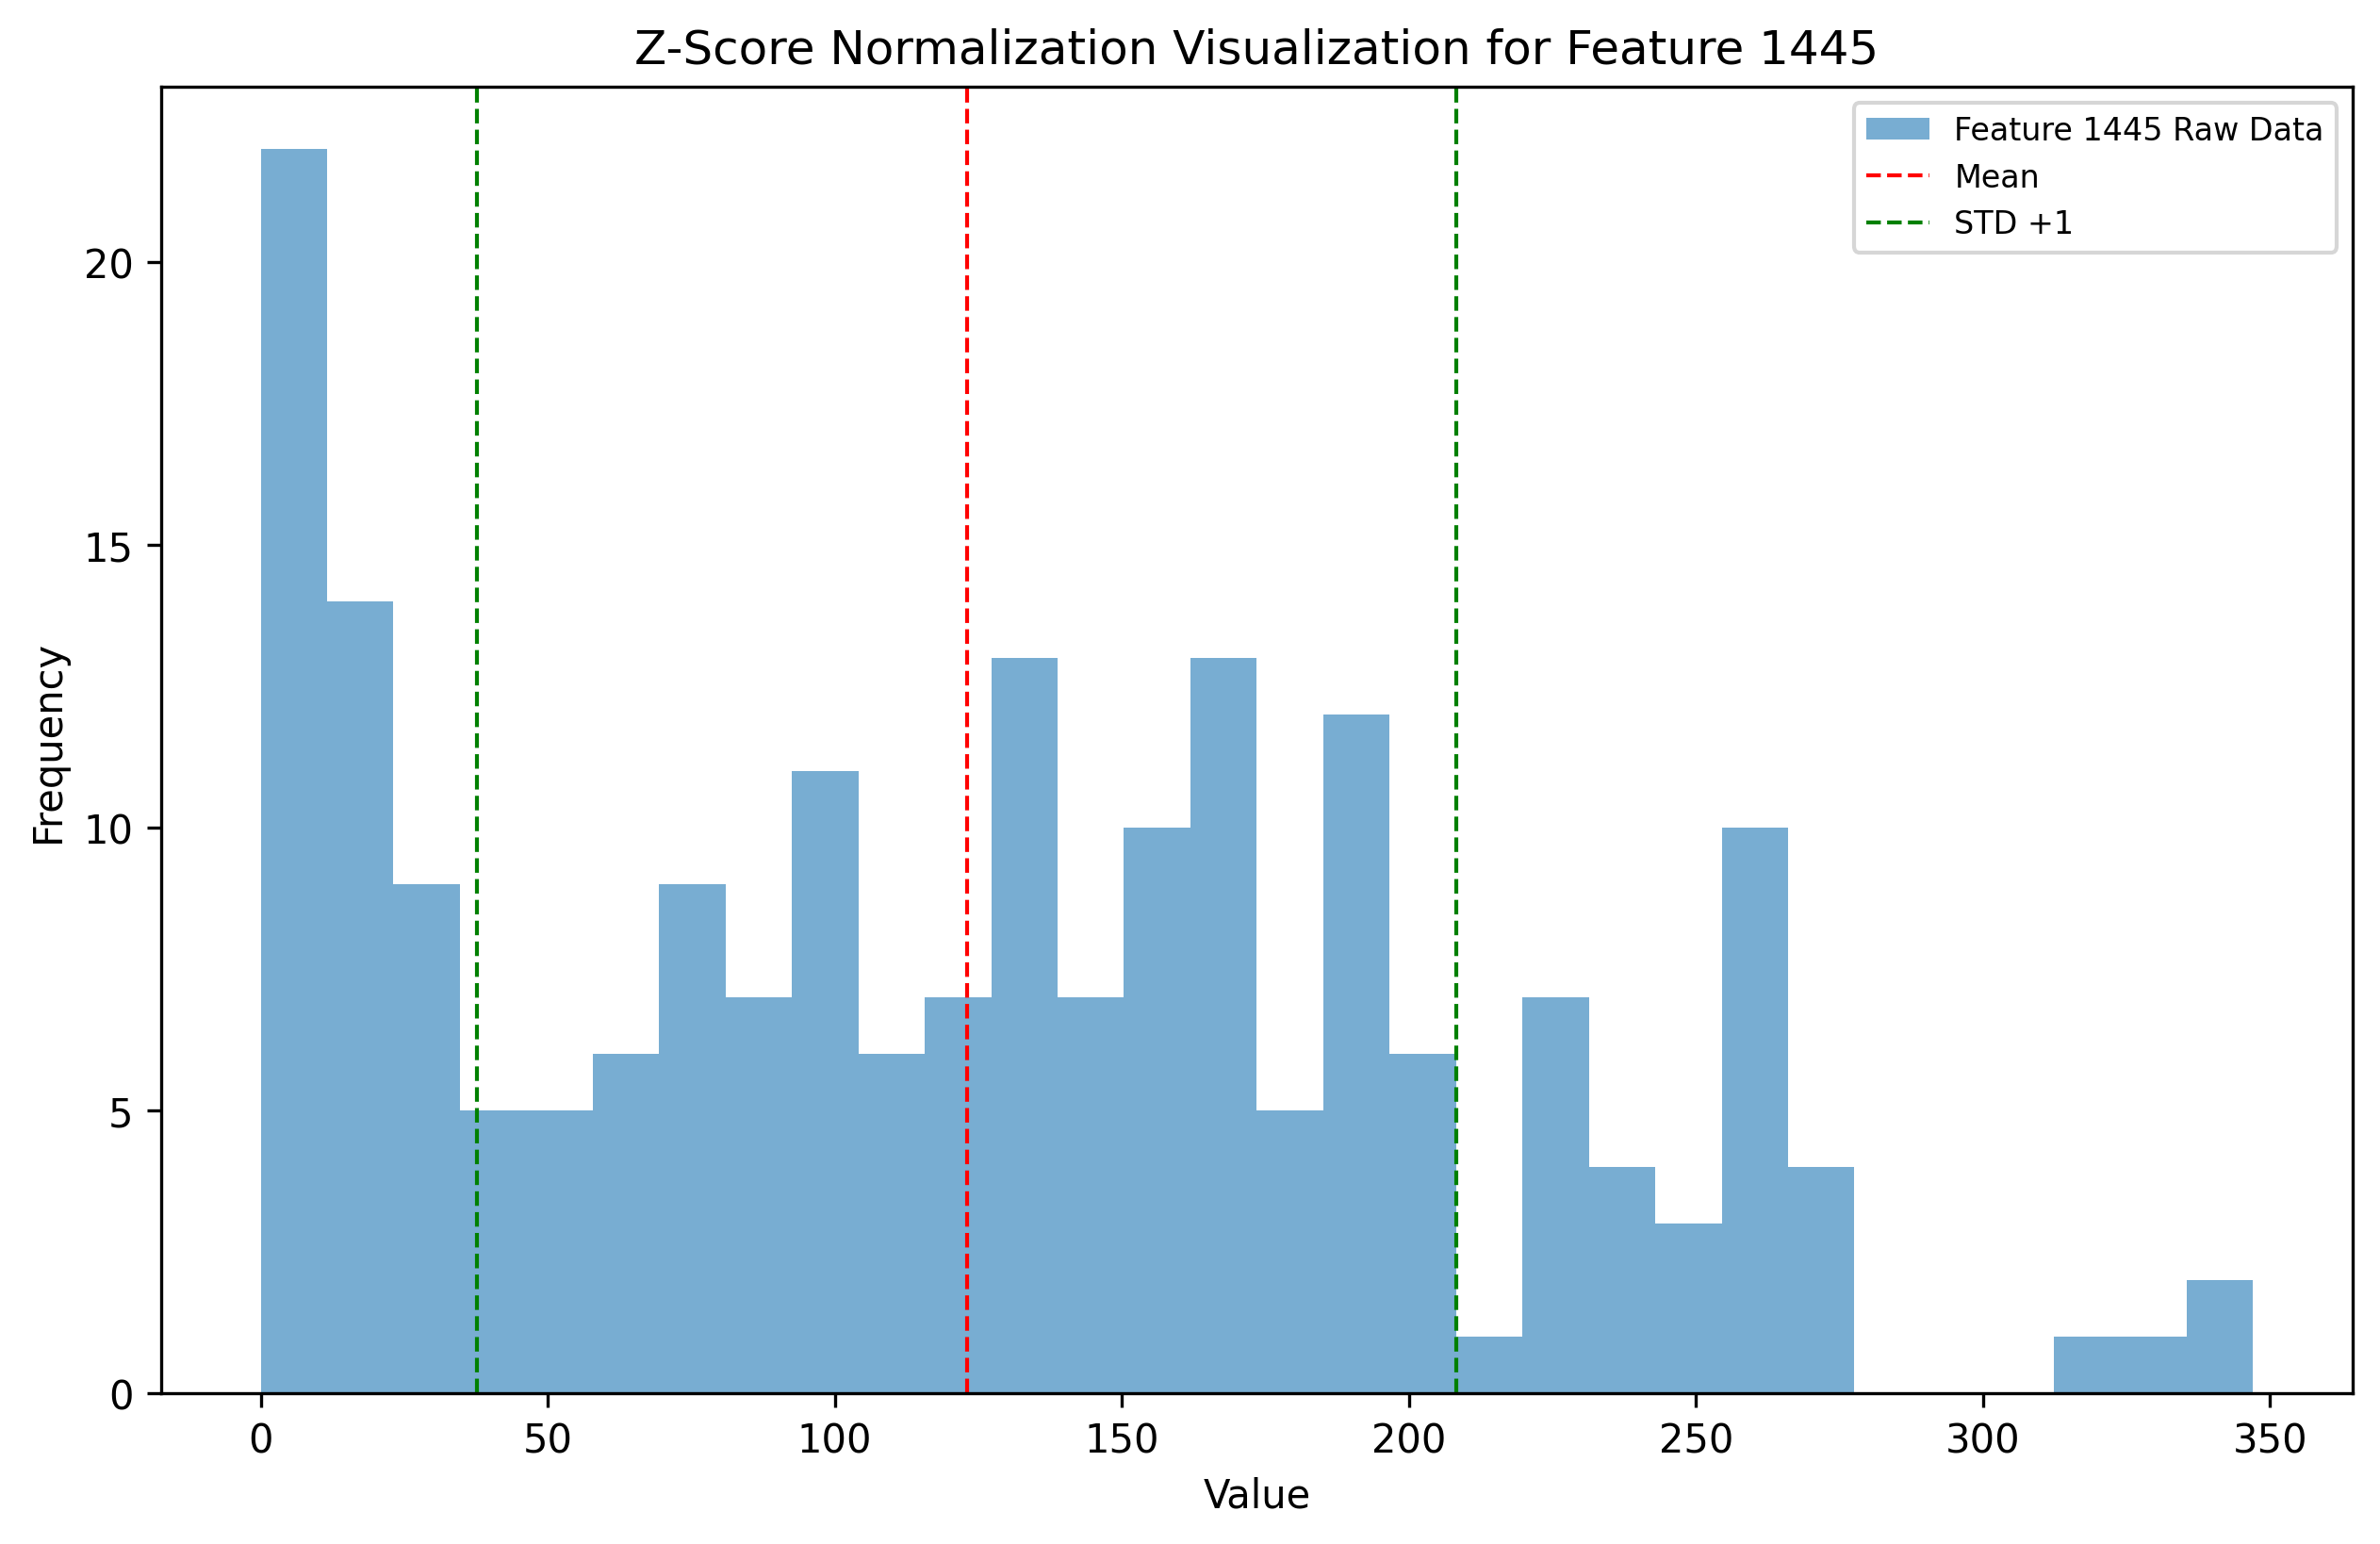 Z-Score Normalization Visualization for Feature 1445
Feature 1445 Raw Data
Mean
STD +1
20
15
10
5
0
Frequency
0 50 100 150 200 250 300 350
Value